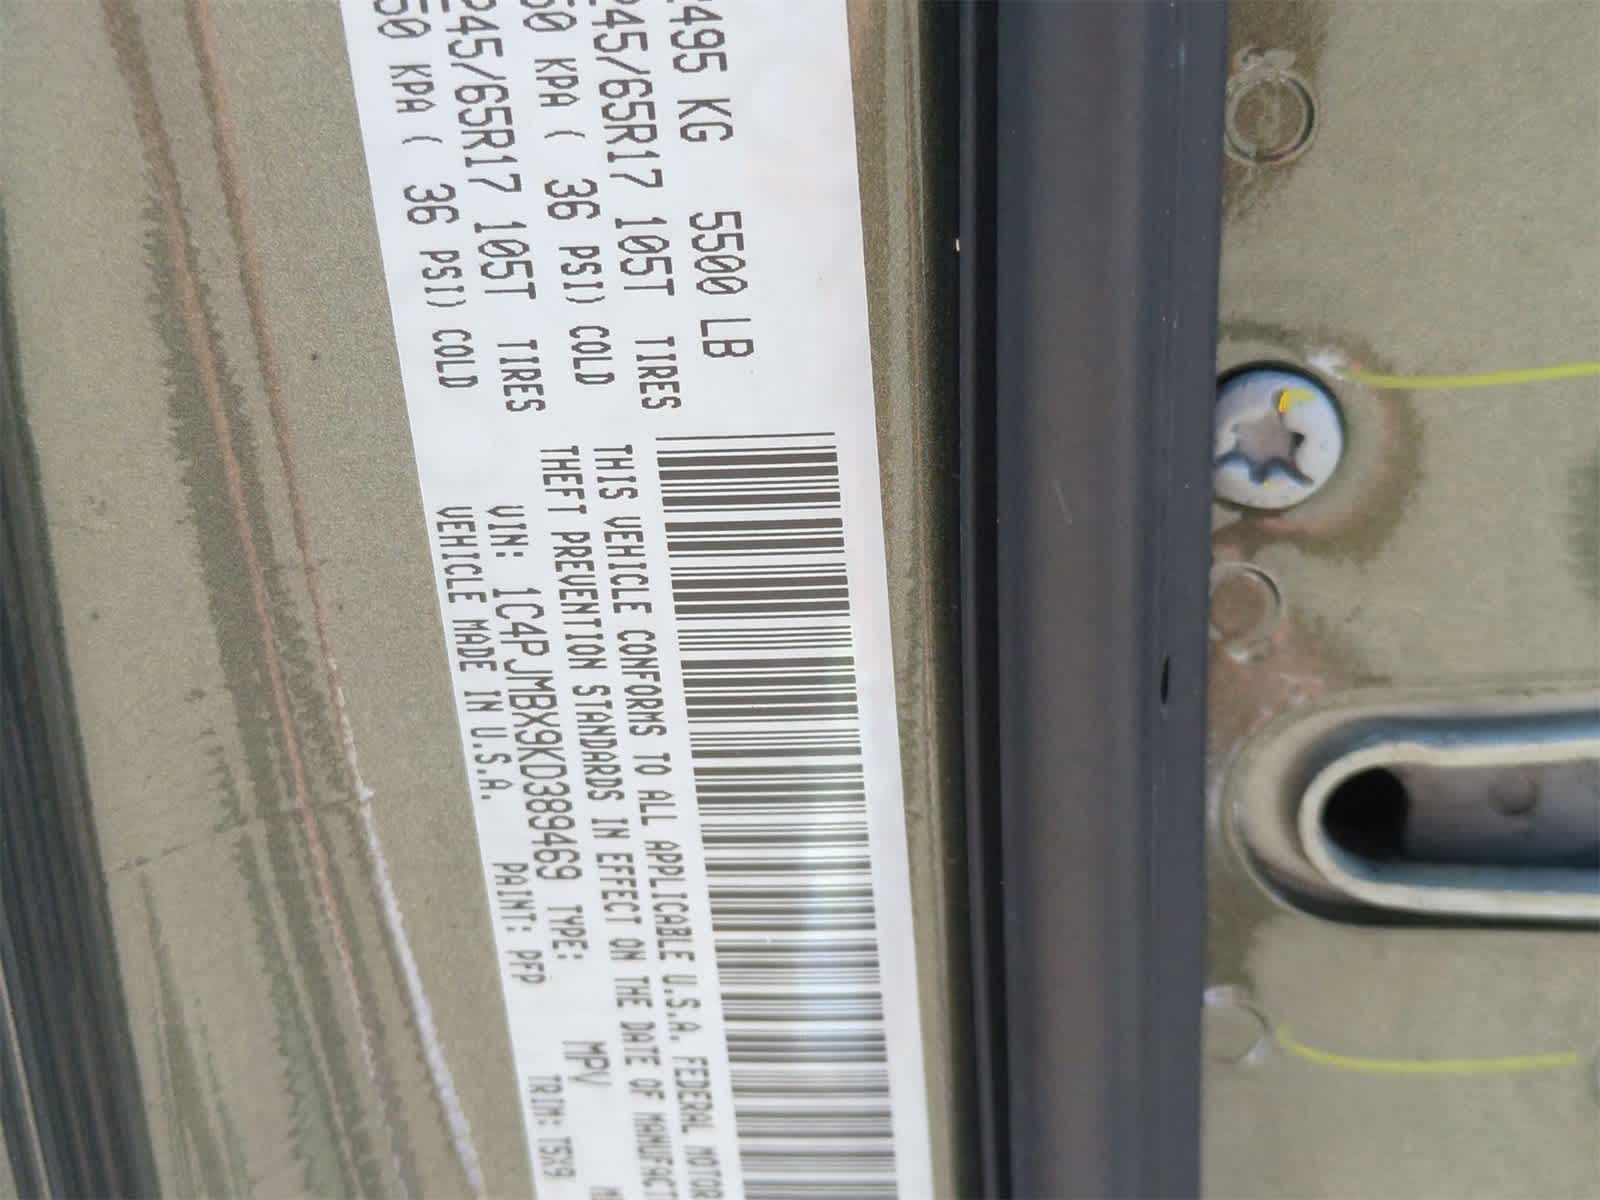 495 KG 5500 LB
245/65R17 105T TIRES
50 KPA ( 36 PSI) COLD
245/65R17 105T TIRES
50 KPA ( 36 PSI) COLD
THIS VEHICLE CONFORMS TO ALL APPLICABLE U.S.A. FEDERAL MOTOR
THEFT PREVENTION STANDARDS IN EFFECT ON THE DATE OF MANUFACT
VIN: 1C4PJMBX9KD389469 TYPE: MPV
VEHICLE MADE IN U.S.A. PAINT: PFP TRIM: T5X9